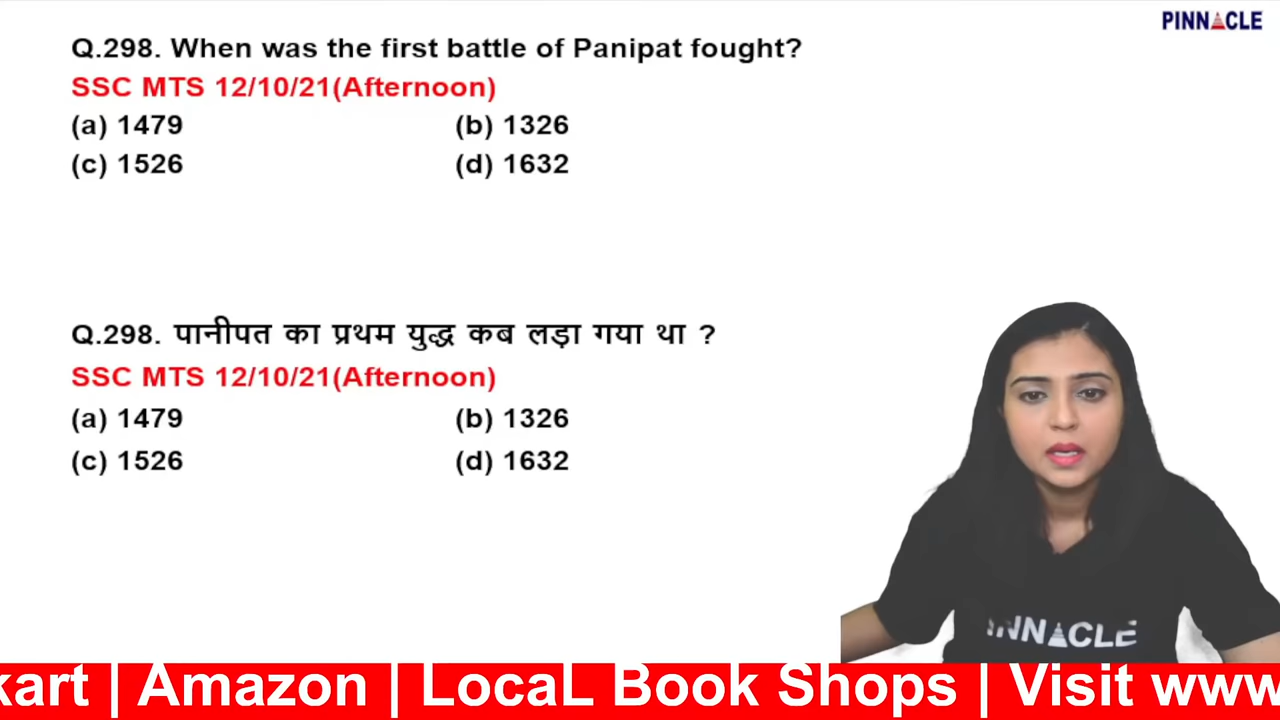 PINNACLE
Q.298. When was the first battle of Panipat fought?
SSC MTS 12/10/21(Afternoon)
(a) 1479 (b) 1326
(c) 1526 (d) 1632
Q.298. पानीपत का प्रथम युद्ध कब लड़ा गया था ?
SSC MTS 12/10/21(Afternoon)
(a) 1479 (b) 1326
(c) 1526 (d) 1632
PINNACLE
kart | Amazon | LocaL Book Shops | Visit www